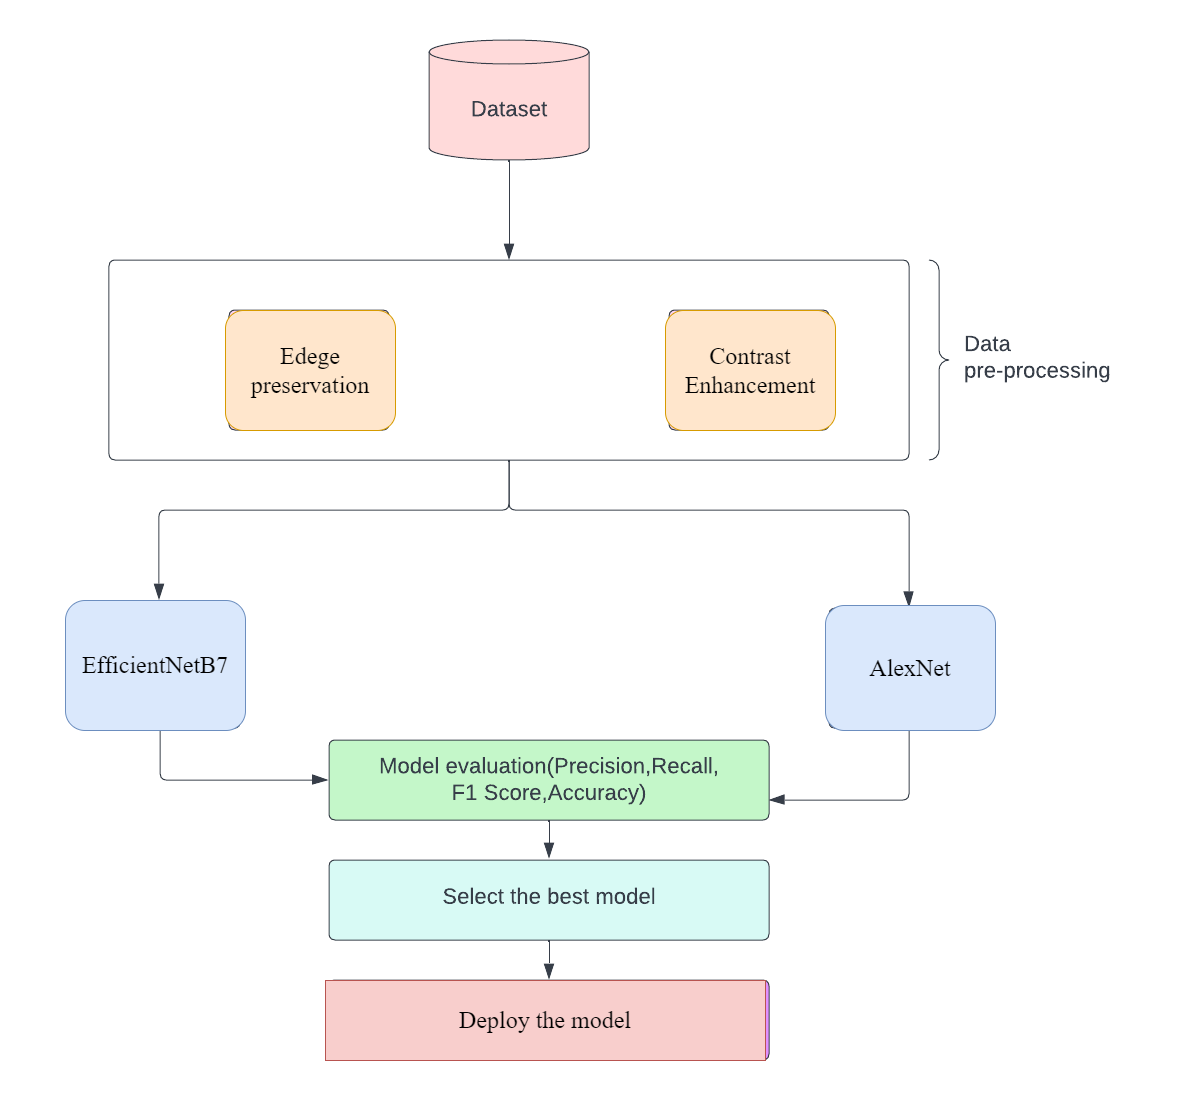 Dataset
Edege
preservation
Contrast
Enhancement
Data
pre-processing
EfficientNetB7
AlexNet
Model evaluation(Precision,Recall,
F1 Score,Accuracy)
Select the best model
Deploy the model